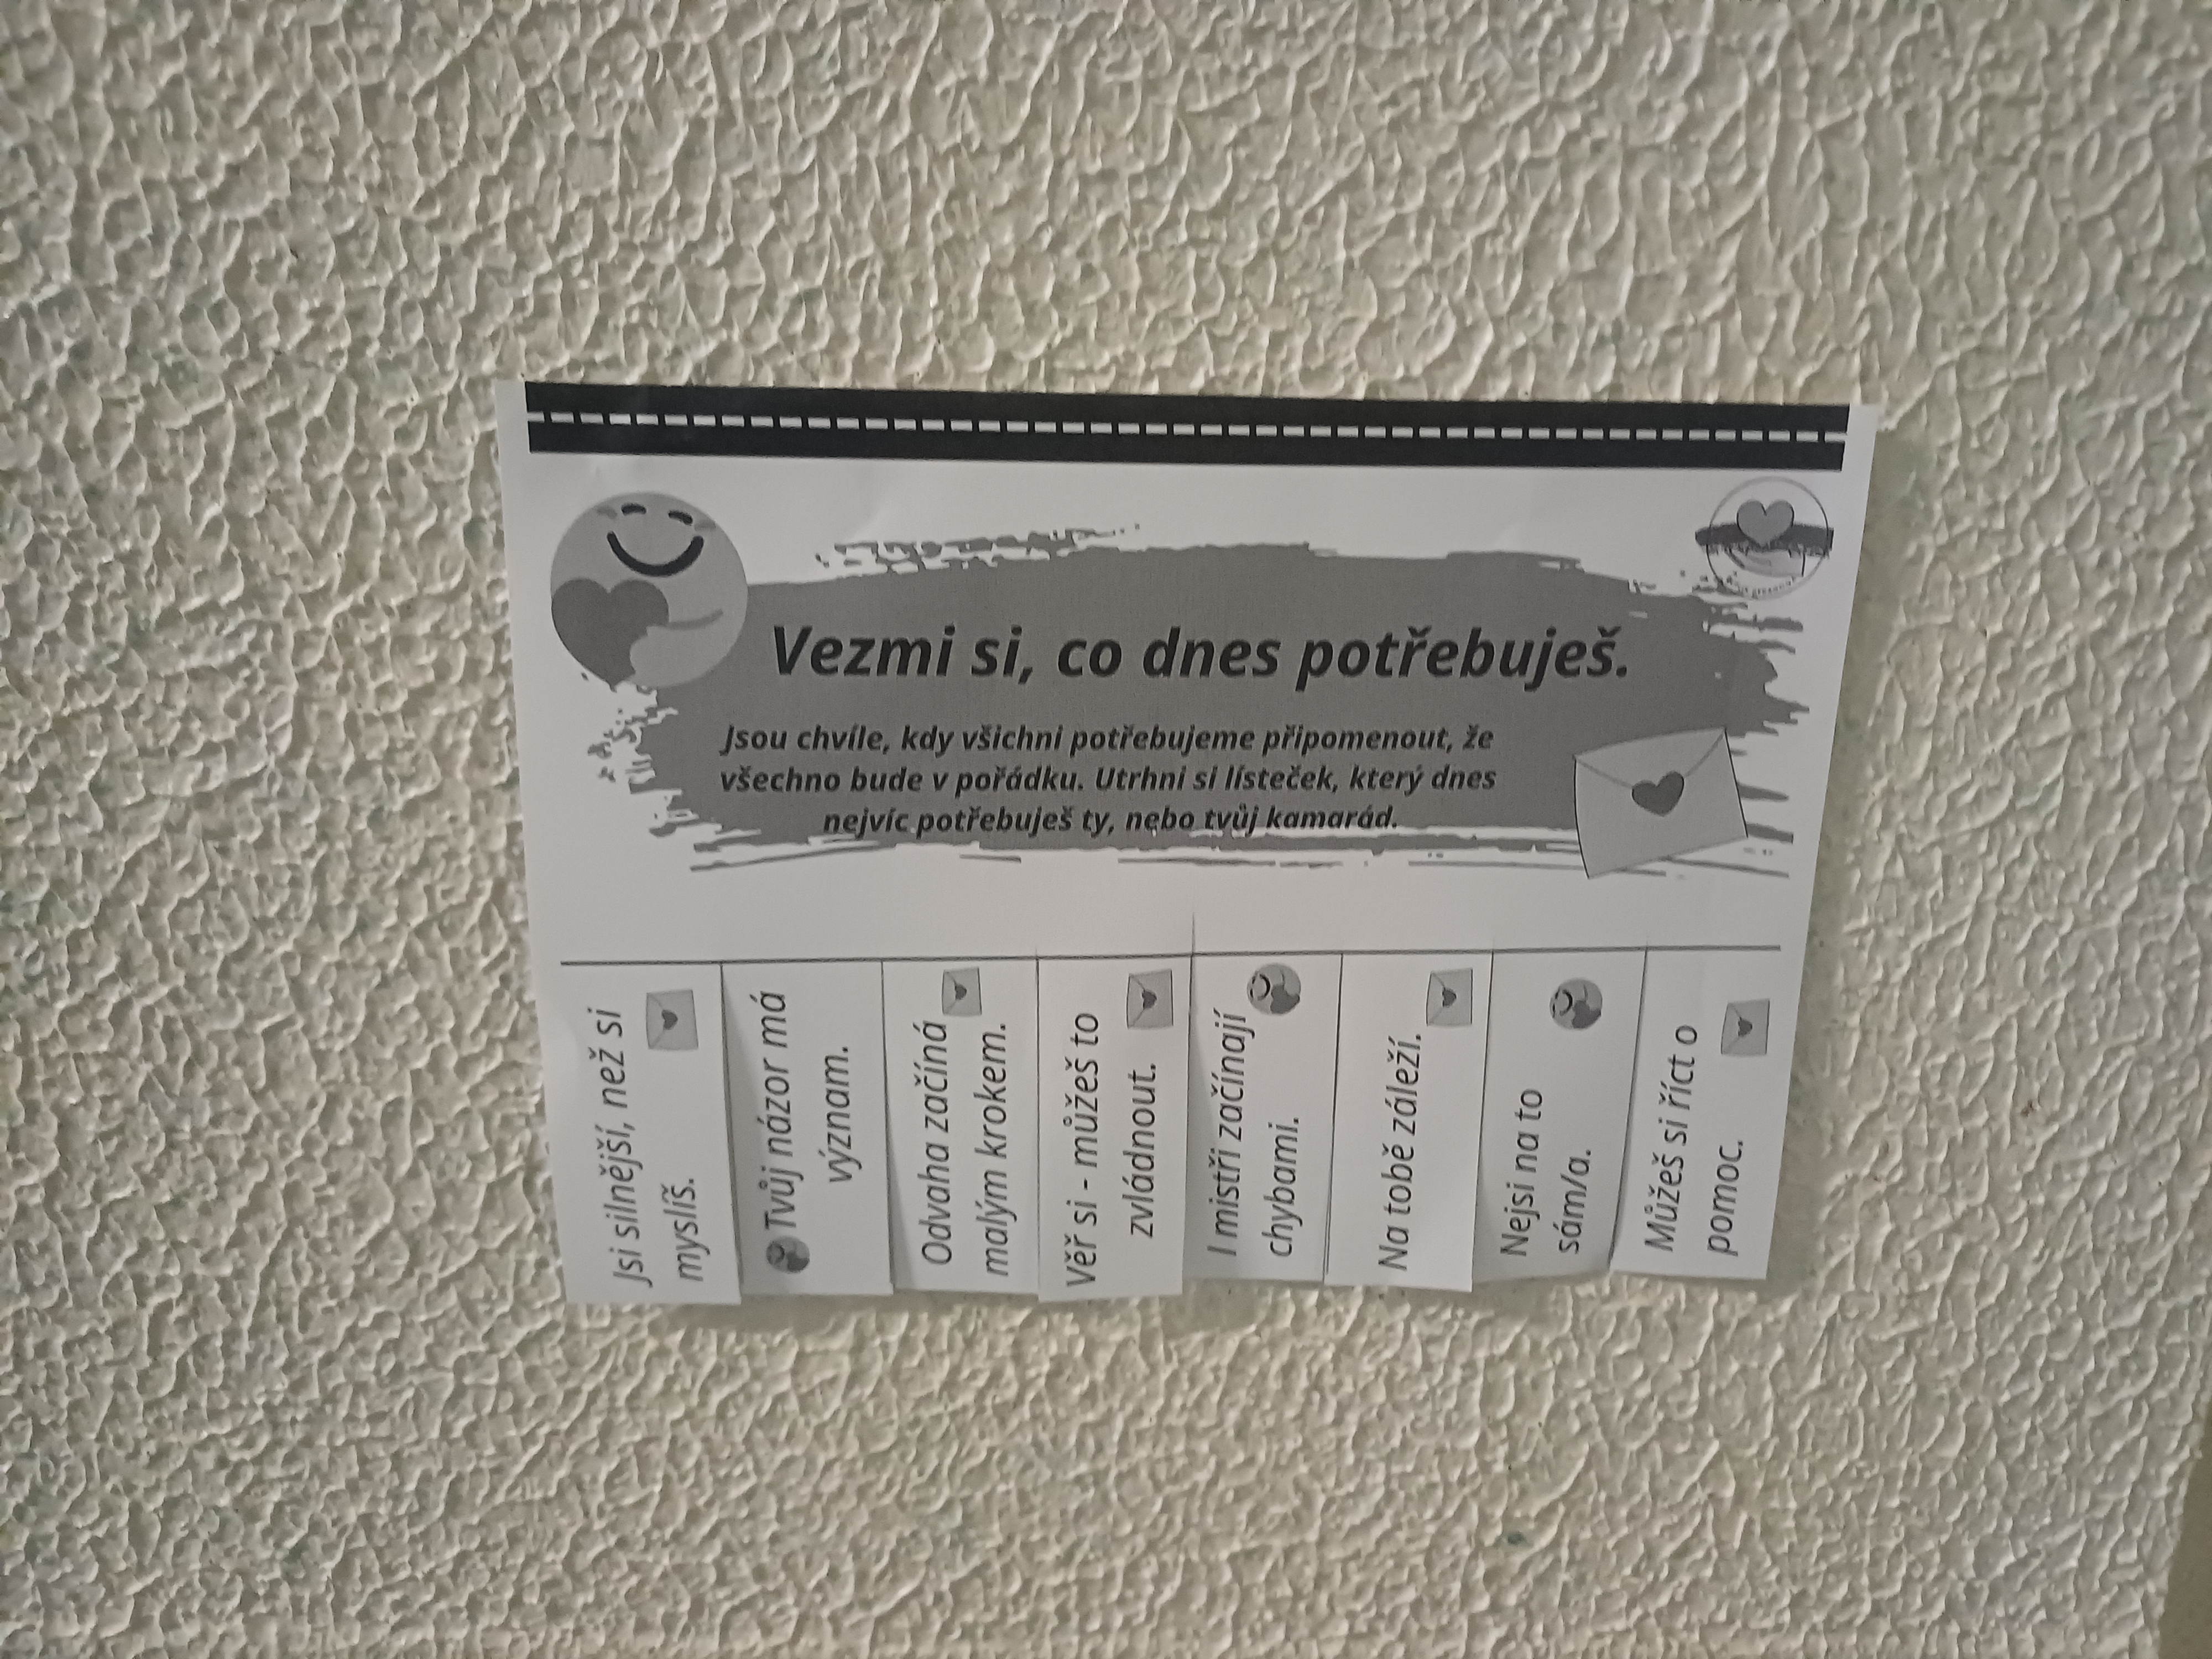 Vezmi si, co dnes potřebuješ.
Jsou chvíle, kdy všichni potřebujeme připomenout, že
všechno bude v pořádku. Utrhni si lísteček, který dnes
nejvíc potřebuješ ty, nebo tvůj kamarád.
Jsi silnější, než si
myslíš.
Tvůj názor má
význam.
Odvaha začíná
malým krokem.
Věř si - můžeš to
zvládnout.
I mistři začínají
chybami.
Na tobě záleží.
Nejsi na to
sám/a.
Můžeš si říct o
pomoc.